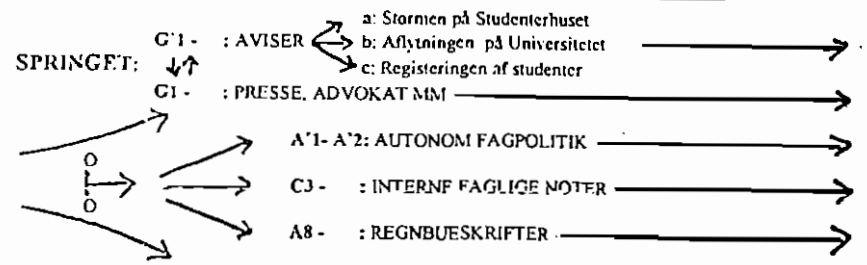 a: Stormen på Studenterhuset
G'1 - : AVISER b: Aflytningen på Universitetet
SPRINGET: c: Registeringen af studenter
G1 - : PRESSE, ADVOKAT MM
A'1- A'2: AUTONOM FAGPOLITIK
O
C3 - : INTERNE FAGLIGE NOTER
O
A8 - : REGNBUESKRIFTER